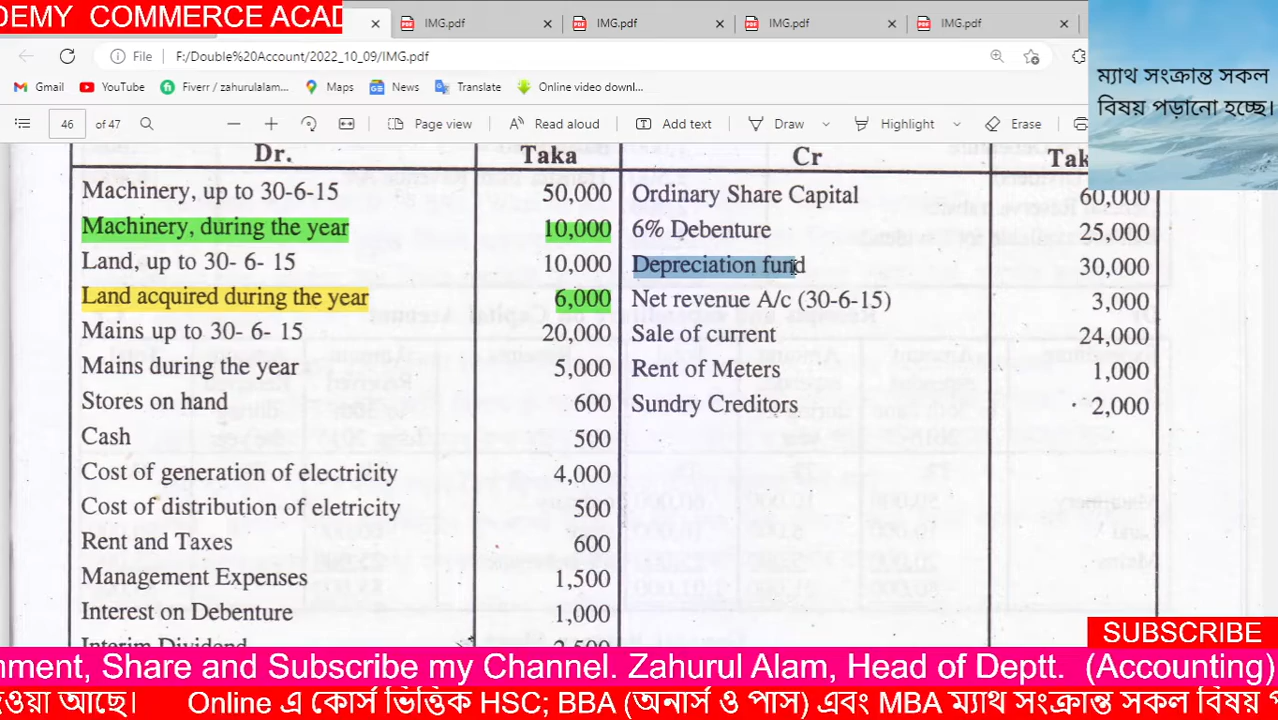 DEMY COMMERCE ACAD
IMG.pdf
IMG.pdf
IMG.pdf
IMG.pdf
File F:/Double%20Account/2022_10_09/IMG.pdf
Gmail YouTube Fiverr / zahurulalam... Maps News Translate Online video downl...
46 of 47 Page view Read aloud Add text Draw Highlight Erase
ম্যাথ সংক্রান্ত সকল
বিষয় পড়ানো হচ্ছে।
Dr. Taka Cr Tak
Machinery, up to 30-6-15 50,000 Ordinary Share Capital 60,000
Machinery, during the year 10,000 6% Debenture 25,000
Land, up to 30- 6- 15 10,000 Depreciation fund 30,000
Land acquired during the year 6,000 Net revenue A/c (30-6-15) 3,000
Mains up to 30- 6- 15 20,000 Sale of current 24,000
Mains during the year 5,000 Rent of Meters 1,000
Stores on hand 600 Sundry Creditors 2,000
Cash 500
Cost of generation of electricity 4,000
Cost of distribution of eletricity 500
Rent and Taxes 600
Management Expenses 1,500
Interest on Debenture 1,000
Interim Dividend
SUBSCRIBE
nment, Share and Subscribe my Channel. Zahurul Alam, Head of Deptt. (Accounting)
দেওয়া আছে। Online এ কোর্স ভিত্তিক HSC; BBA (অনার্স ও পাস) এবং MBA ম্যাথ সংক্রান্ত সকল বিষয় প